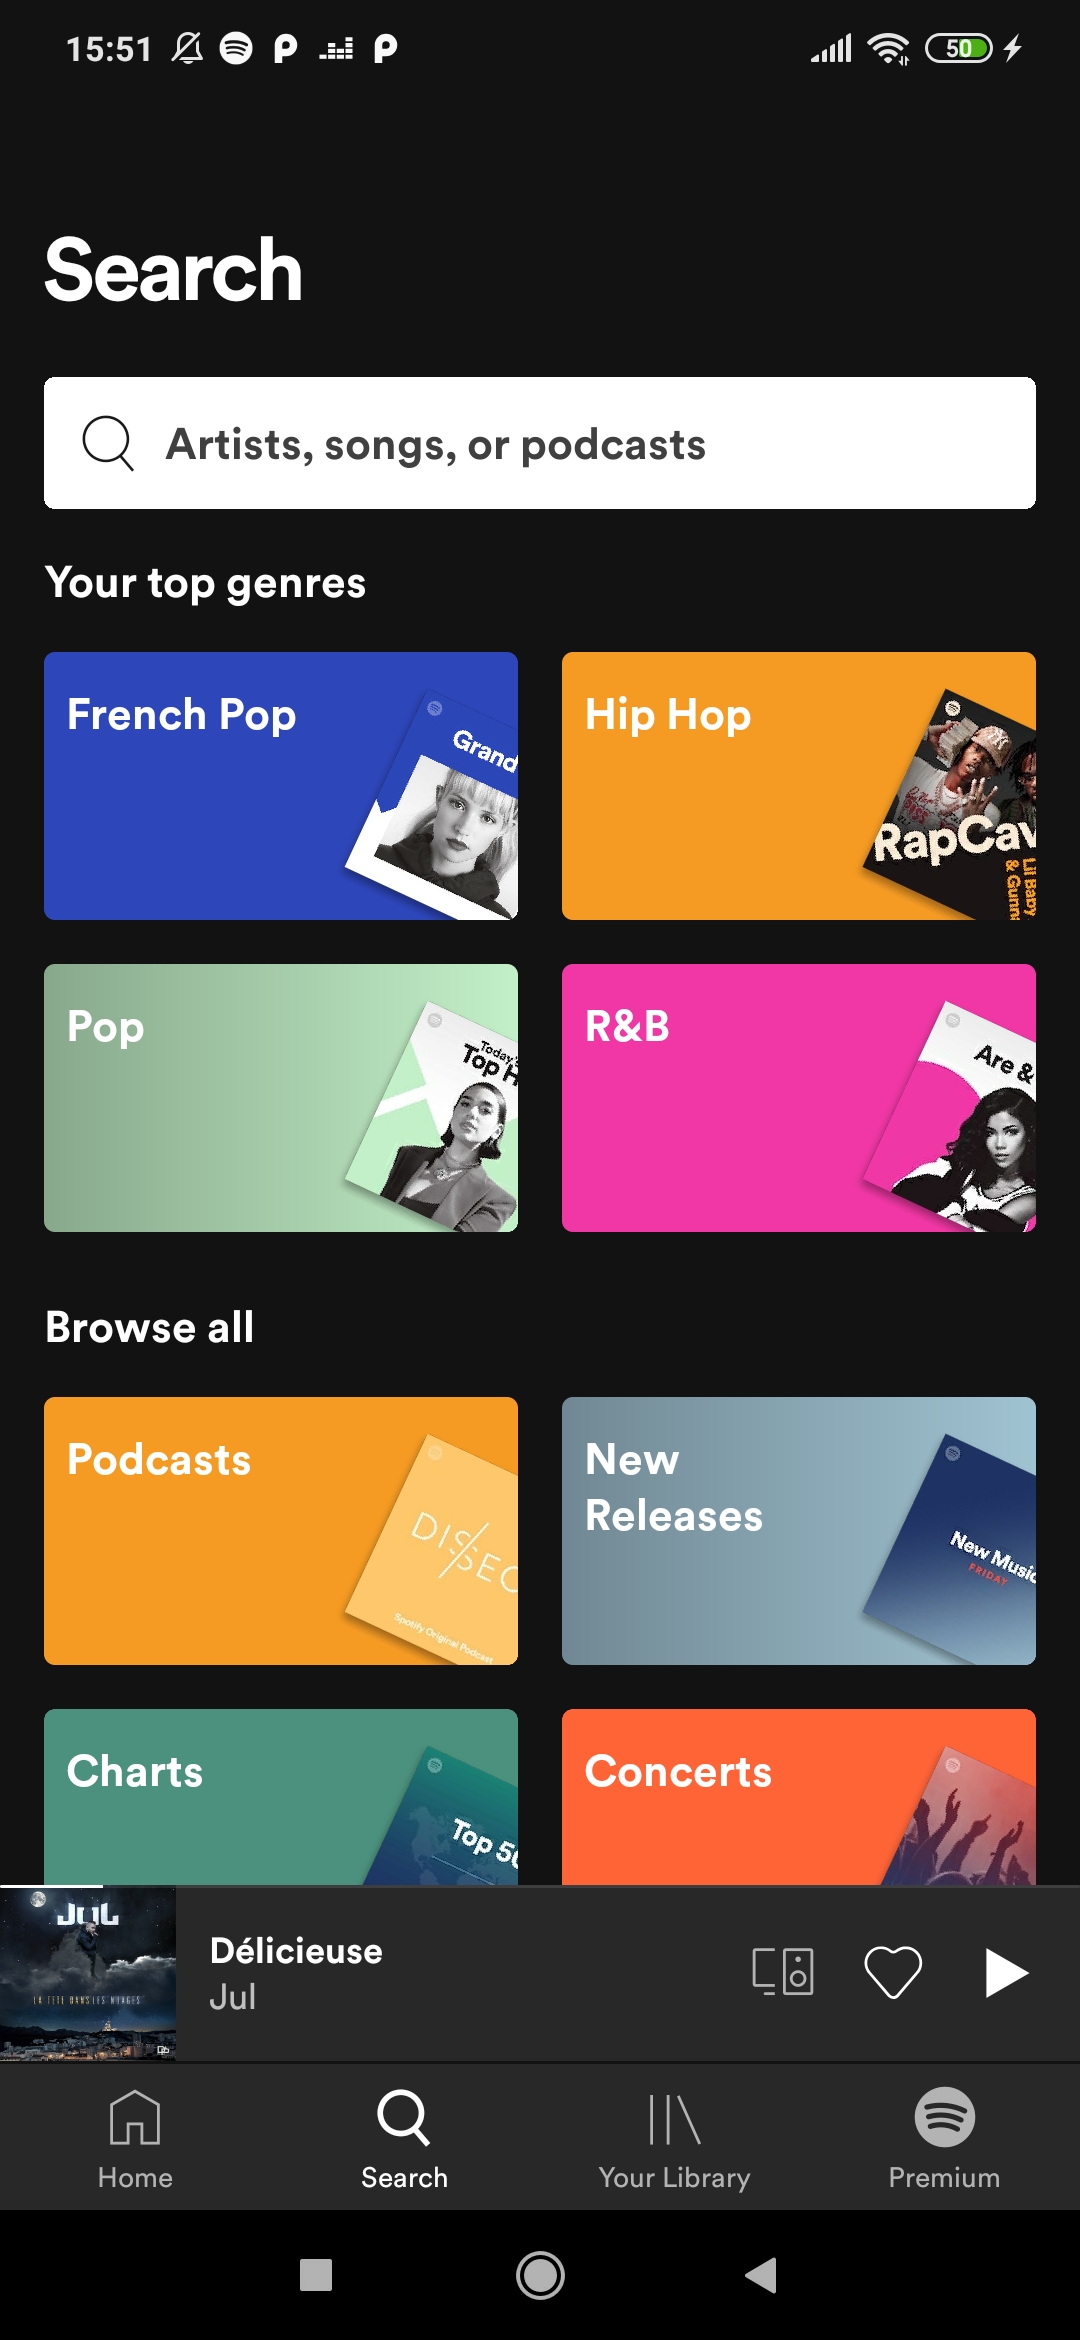 15:51
50
Search
Artists, songs, or podcasts
Your top genres
French Pop
Grand
Hip Hop
RapCav
Lil Baby
& Gunn
Pop
Today's
Top H
R&B
Are &
Browse all
Podcasts
DISSEC
Spotify Original Podcast
New
Releases
New Music
FRIDAY
Charts
Top 50
Concerts
JUL
LA TETE DANS LES NUAGES
Délicieuse
Jul
Home
Search
Your Library
Premium